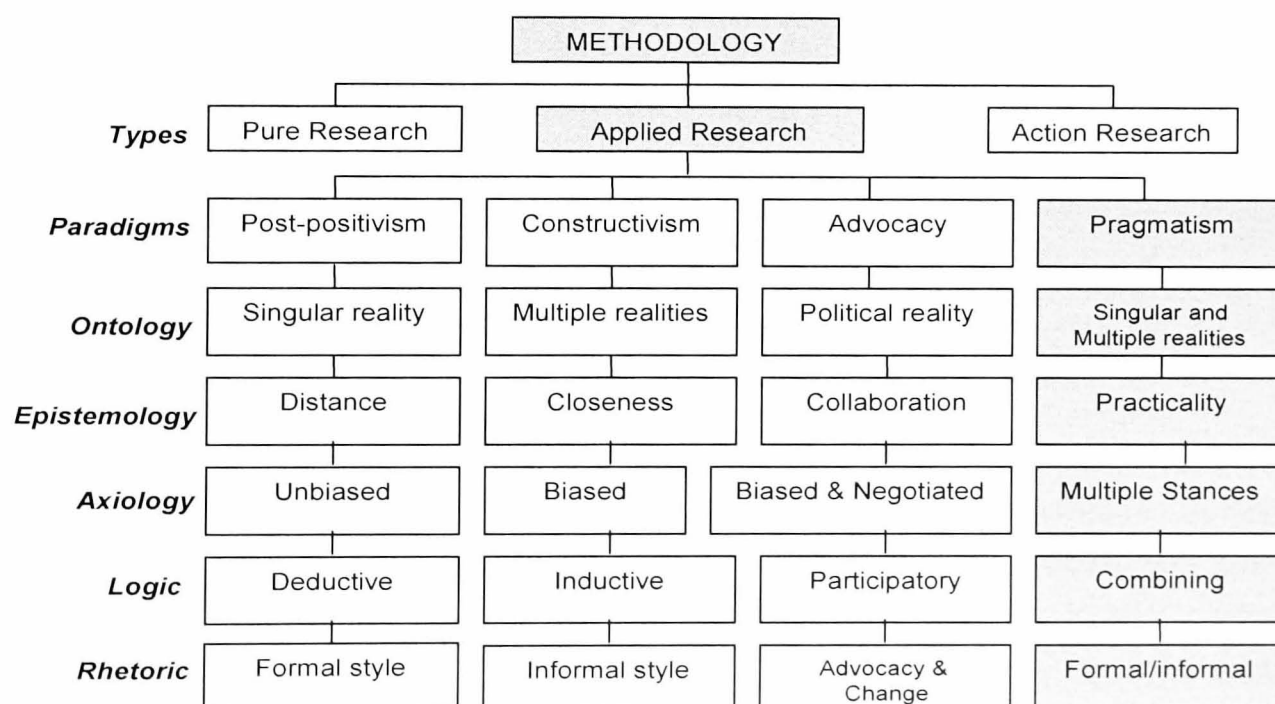 METHODOLOGY
Types Pure Research Applied Research Action Research
Paradigms Post-positivism Constructivism Advocacy Pragmatism
Ontology Singular reality Multiple realities Political reality Singular and
Multiple realities
Epistemology Distance Closeness Collaboration Practicality
Axiology Unbiased Biased Biased & Negotiated Multiple Stances
Logic Deductive Inductive Participatory Combining
Rhetoric Formal style Informal style Advocacy &
Change Formal/informal